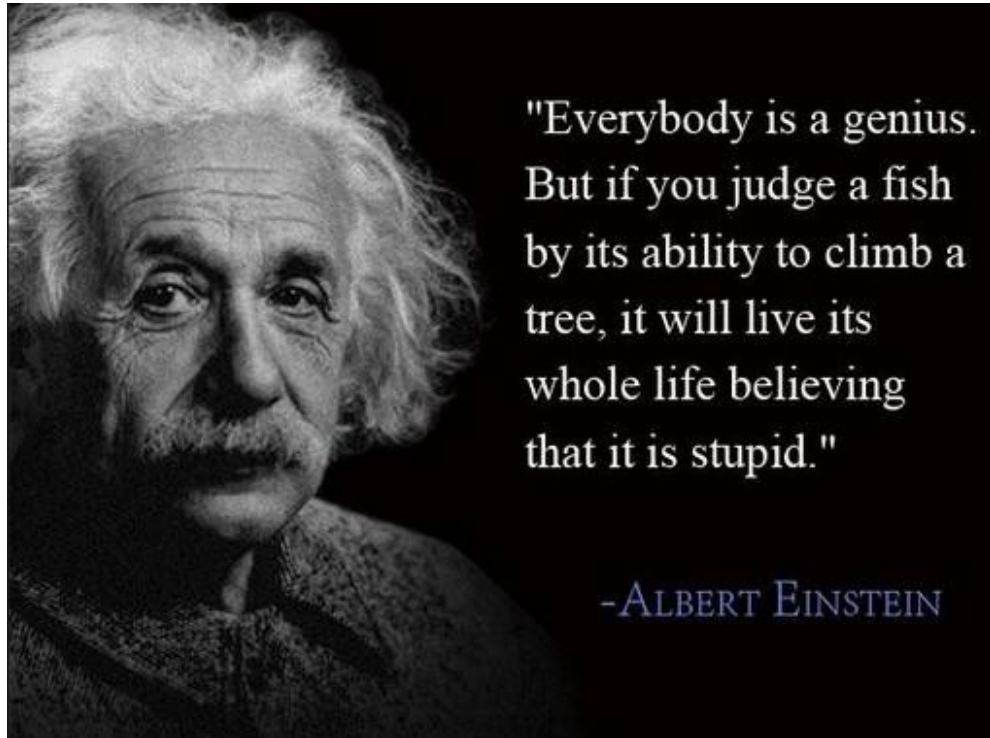 "Everybody is a genius.
But if you judge a fish
by its ability to climb a
tree, it will live its
whole life believing
that it is stupid."
-ALBERT EINSTEIN